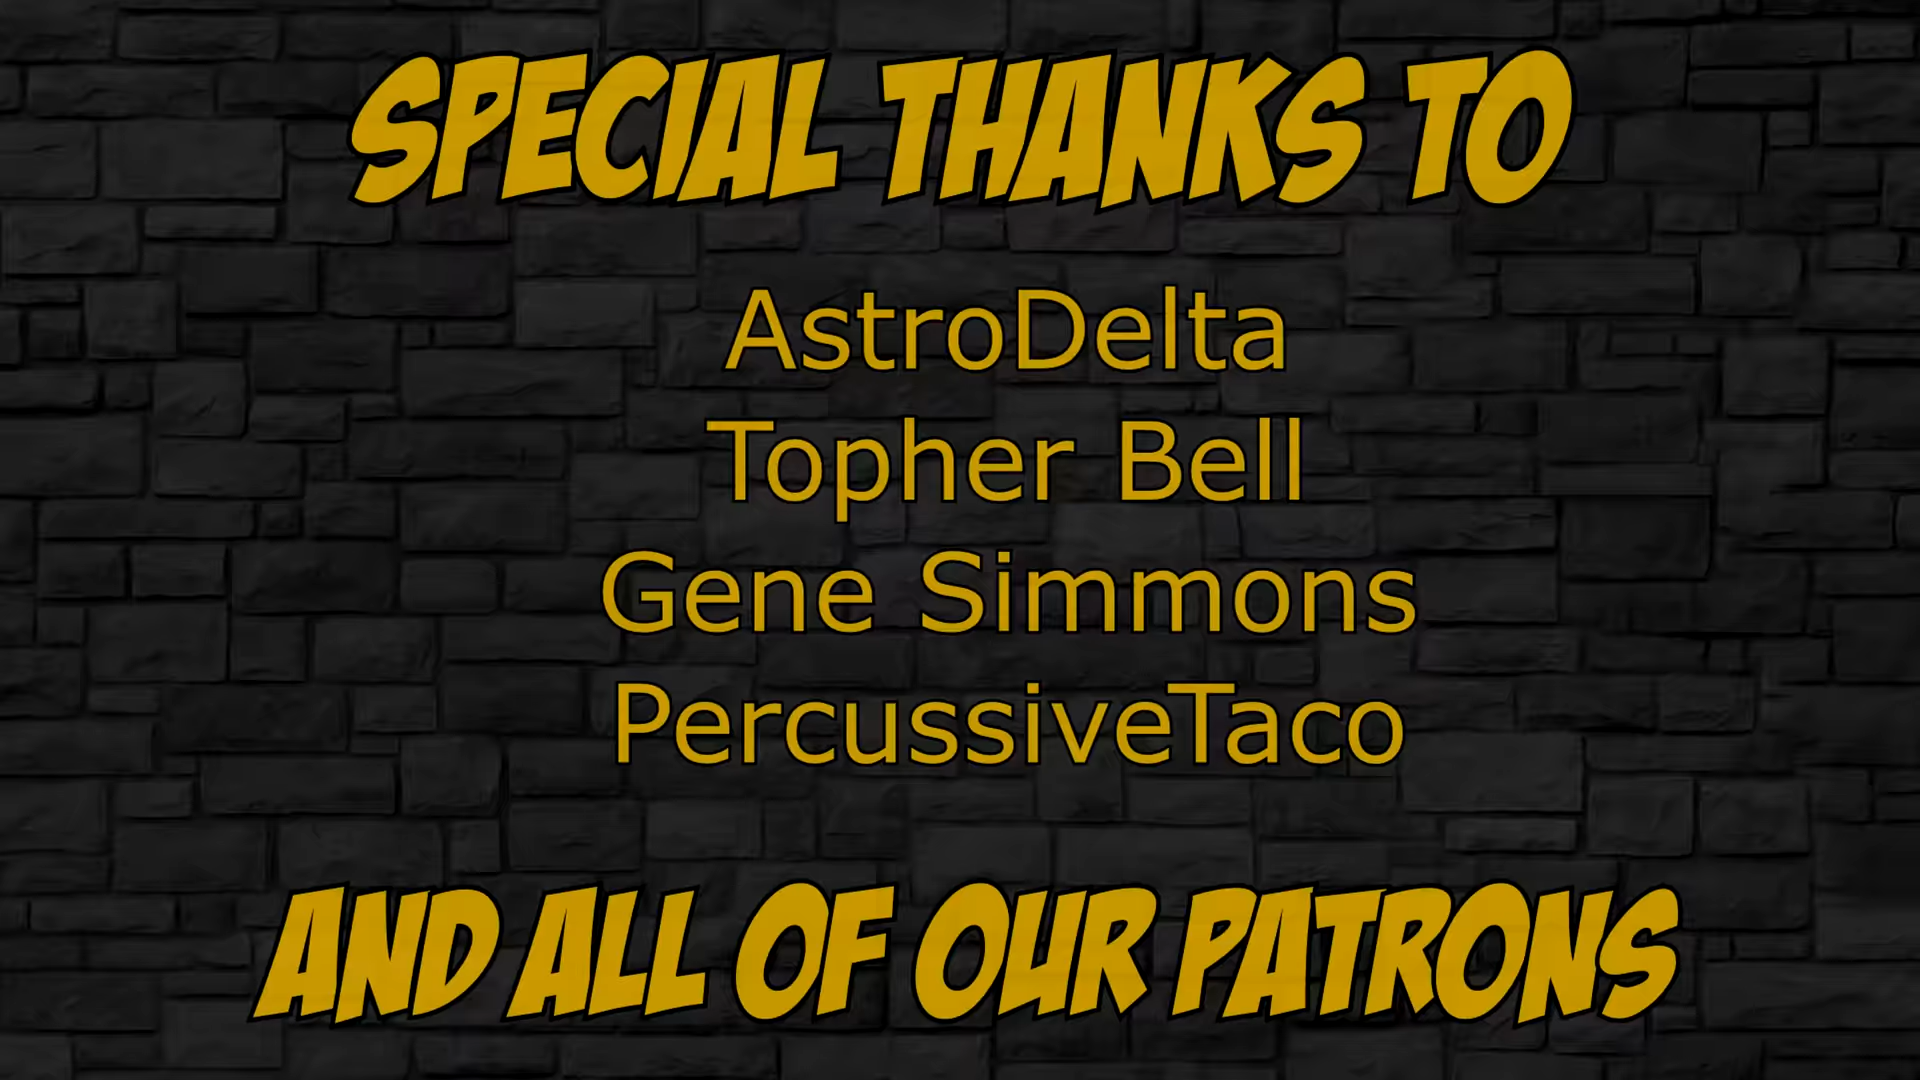 SPECIAL THANKS TO
AstroDelta
Topher Bell
Gene Simmons
PercussiveTaco
AND ALL OF OUR PATRONS